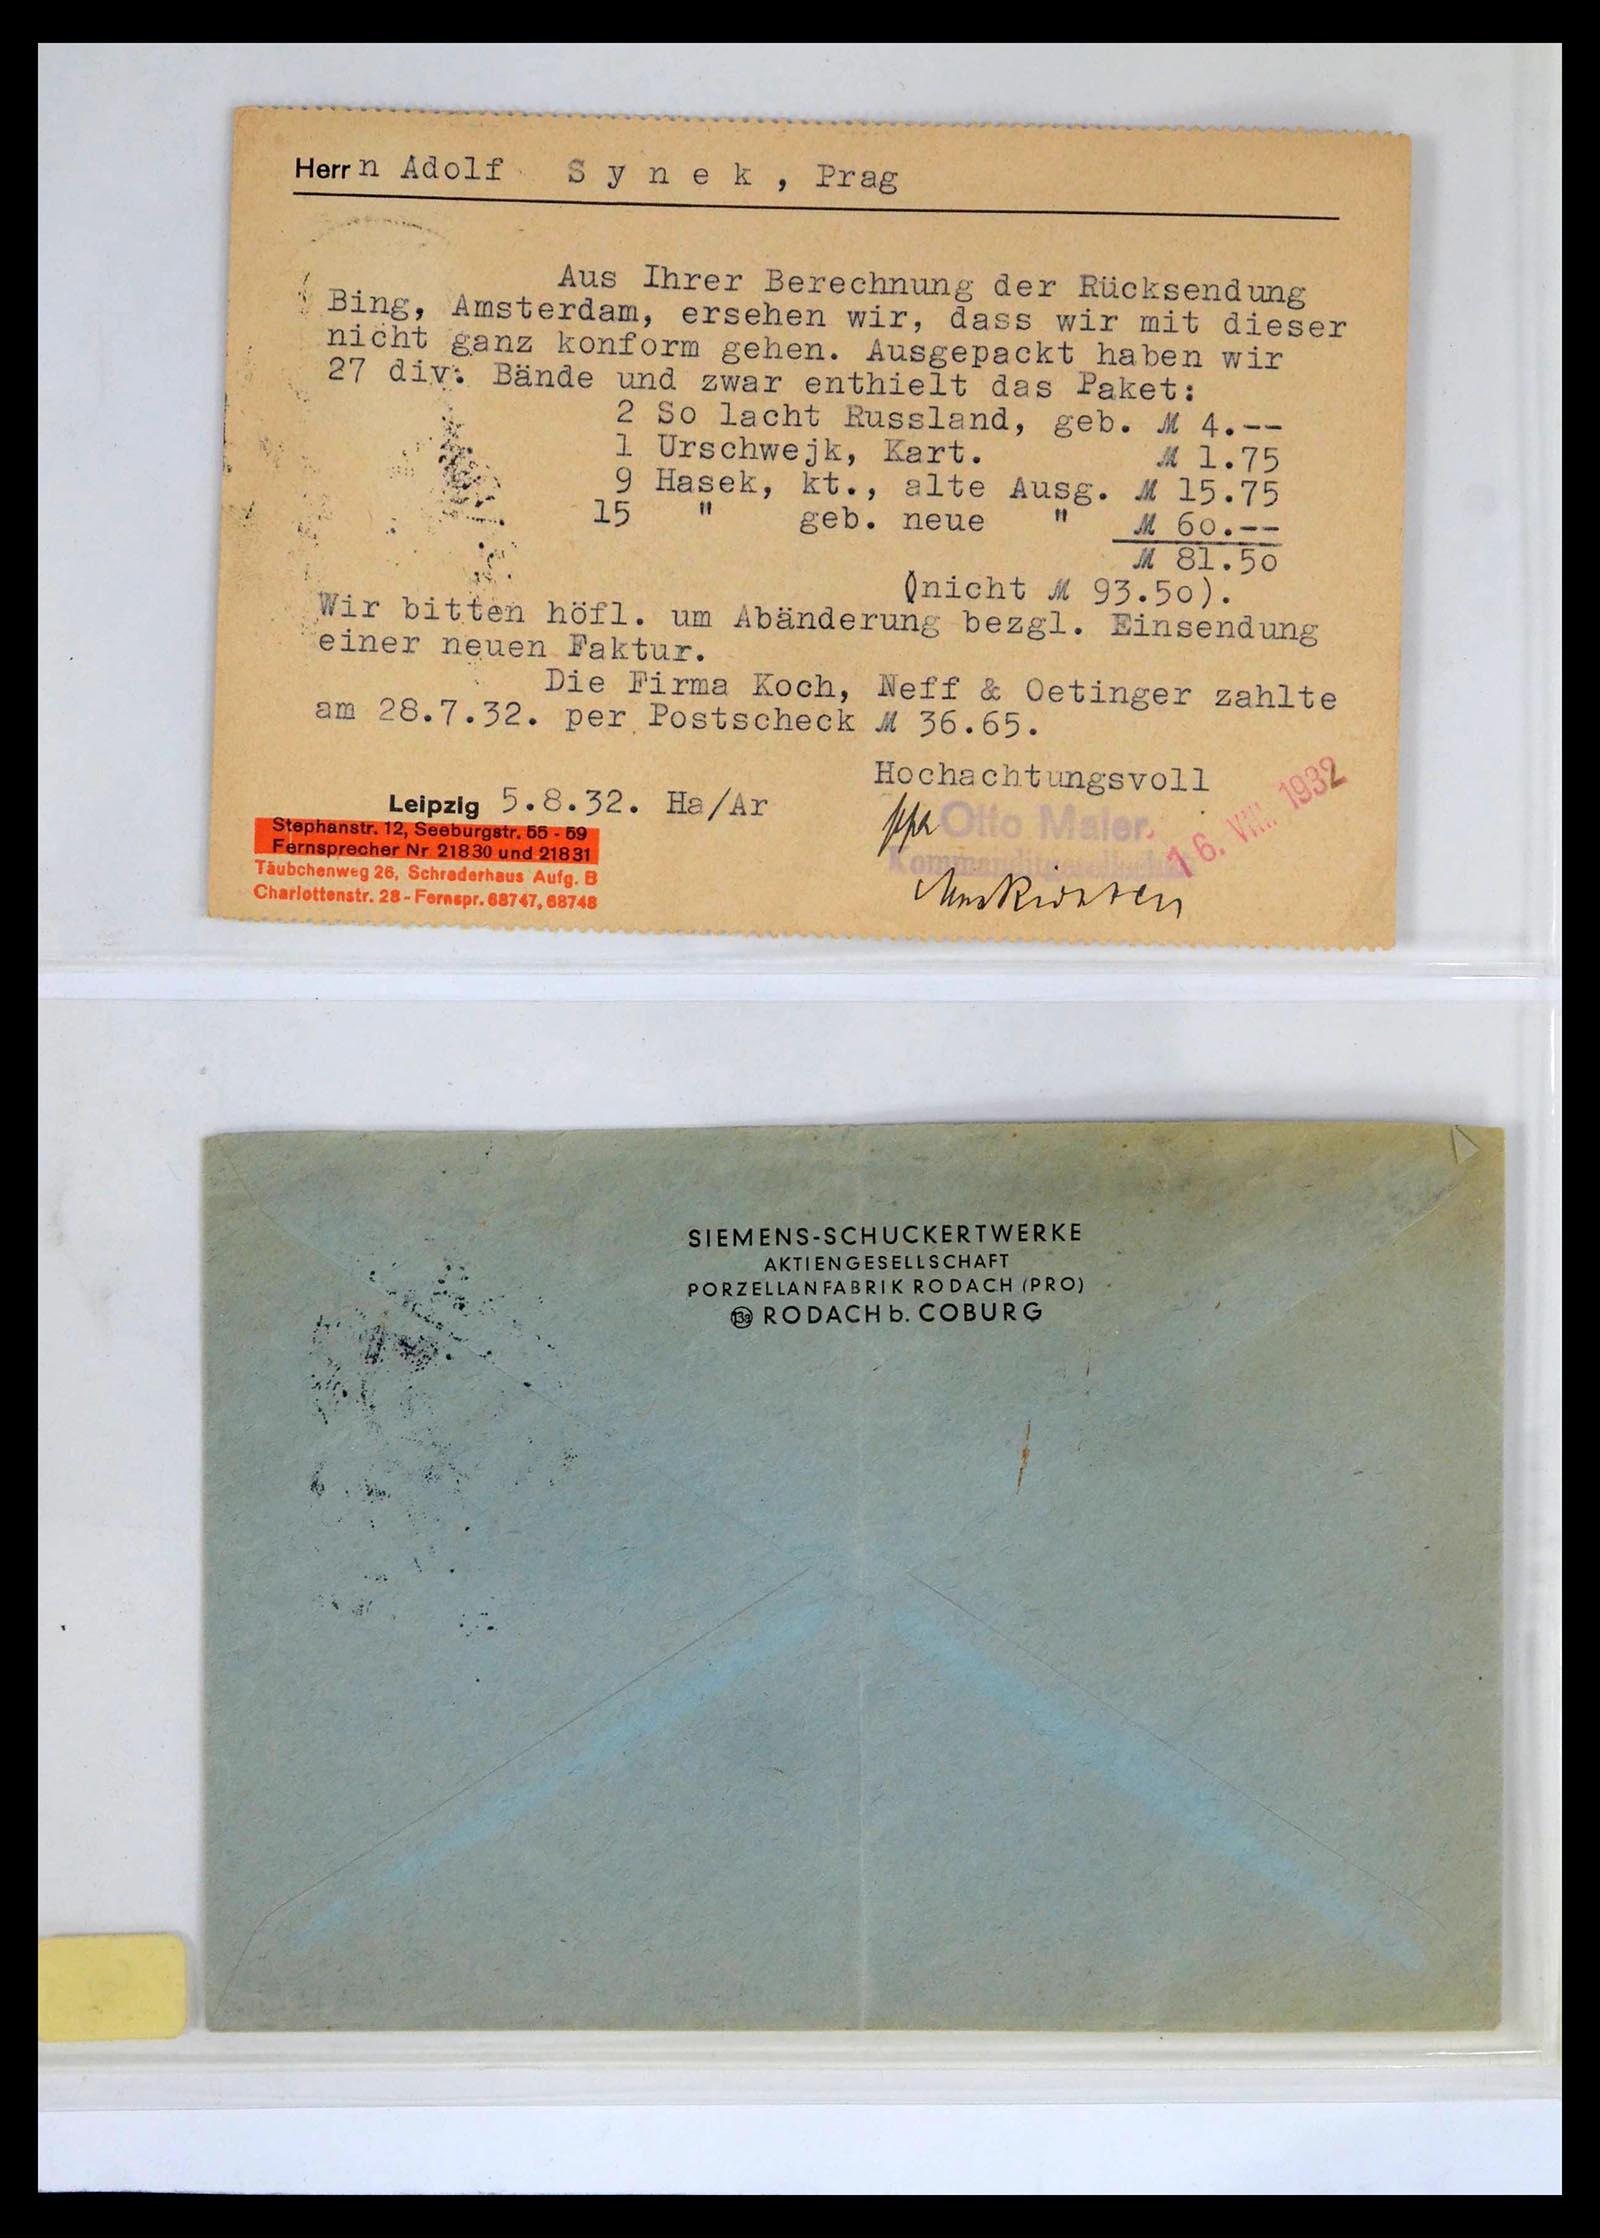 Herrn Adolf S y n e k , Prag
Aus Ihrer Berechnung der Rücksendung
Bing, Amsterdam, ersehen wir, dass wir mit dieser
nicht ganz konform gehen. Ausgepackt haben wir
27 div. Bände und zwar enthielt das Paket:
2 So lacht Russland, geb. M 4.--
1 Urschwejk, Kart. M 1.75
9 Hasek, kt., alte Ausg. M 15.75
15 " geb. neue " M 60.--
M 81.50
(nicht M 93.50).
Wir bitten höfl. um Abänderung bezgl. Einsendung
einer neuen Faktur.
Die Firma Koch, Neff & Oetinger zahlte
am 28.7.32. per Postscheck M 36.65.
Hochachtungsvoll
Leipzig 5.8.32. Ha/Ar
ppa Otto Maier
Kommanditgesellschaft
16. VIII. 1932
Stephanstr. 12, Seeburgstr. 55 - 59
Fernsprecher Nr 21830 und 21831
Täubchenweg 26, Schraderhaus Aufg. B
Charlottenstr. 28 - Fernspr. 68747, 68748
SIEMENS-SCHUCKERTWERKE
AKTIENGESELLSCHAFT
PORZELLANFABRIK RODACH (PRO)
13a RODACH b. COBURG